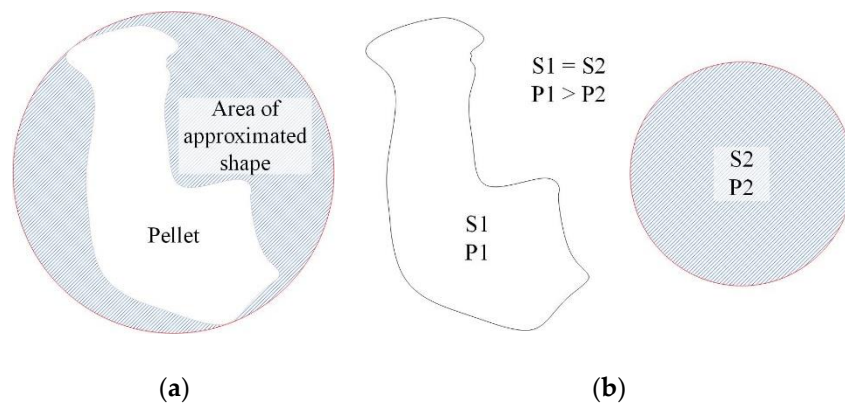 Area of
approximated
shape
Pellet
S1 = S2
P1 > P2
S1
P1
S2
P2
(a)
(b)